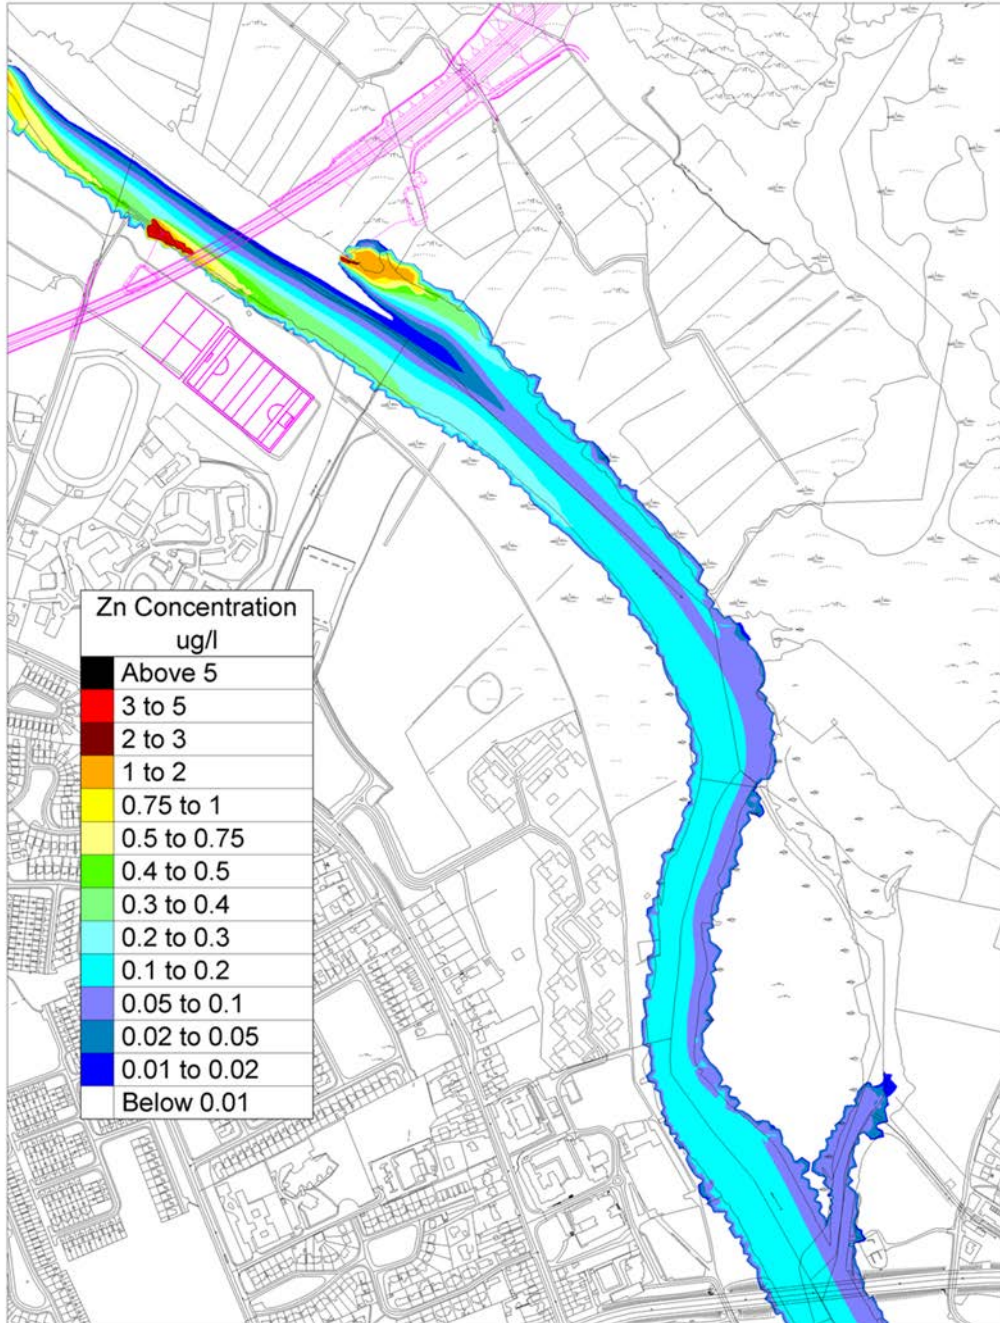 Zn Concentration
ug/l
Above 5
3 to 5
2 to 3
1 to 2
0.75 to 1
0.5 to 0.75
0.4 to 0.5
0.3 to 0.4
0.2 to 0.3
0.1 to 0.2
0.05 to 0.1
0.02 to 0.05
0.01 to 0.02
Below 0.01